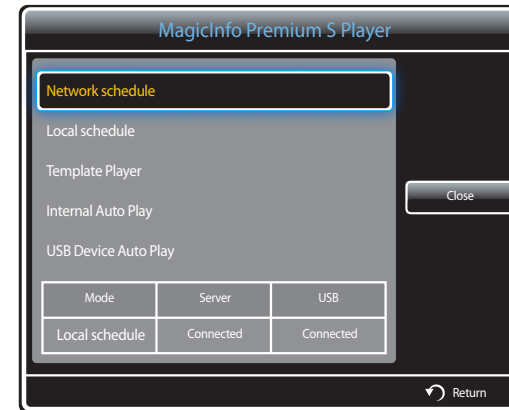 MagicInfo Premium S Player
Network schedule
Local schedule
Template Player
Internal Auto Play
USB Device Auto Play
Close
Mode Server USB
Local schedule Connected Connected
Return